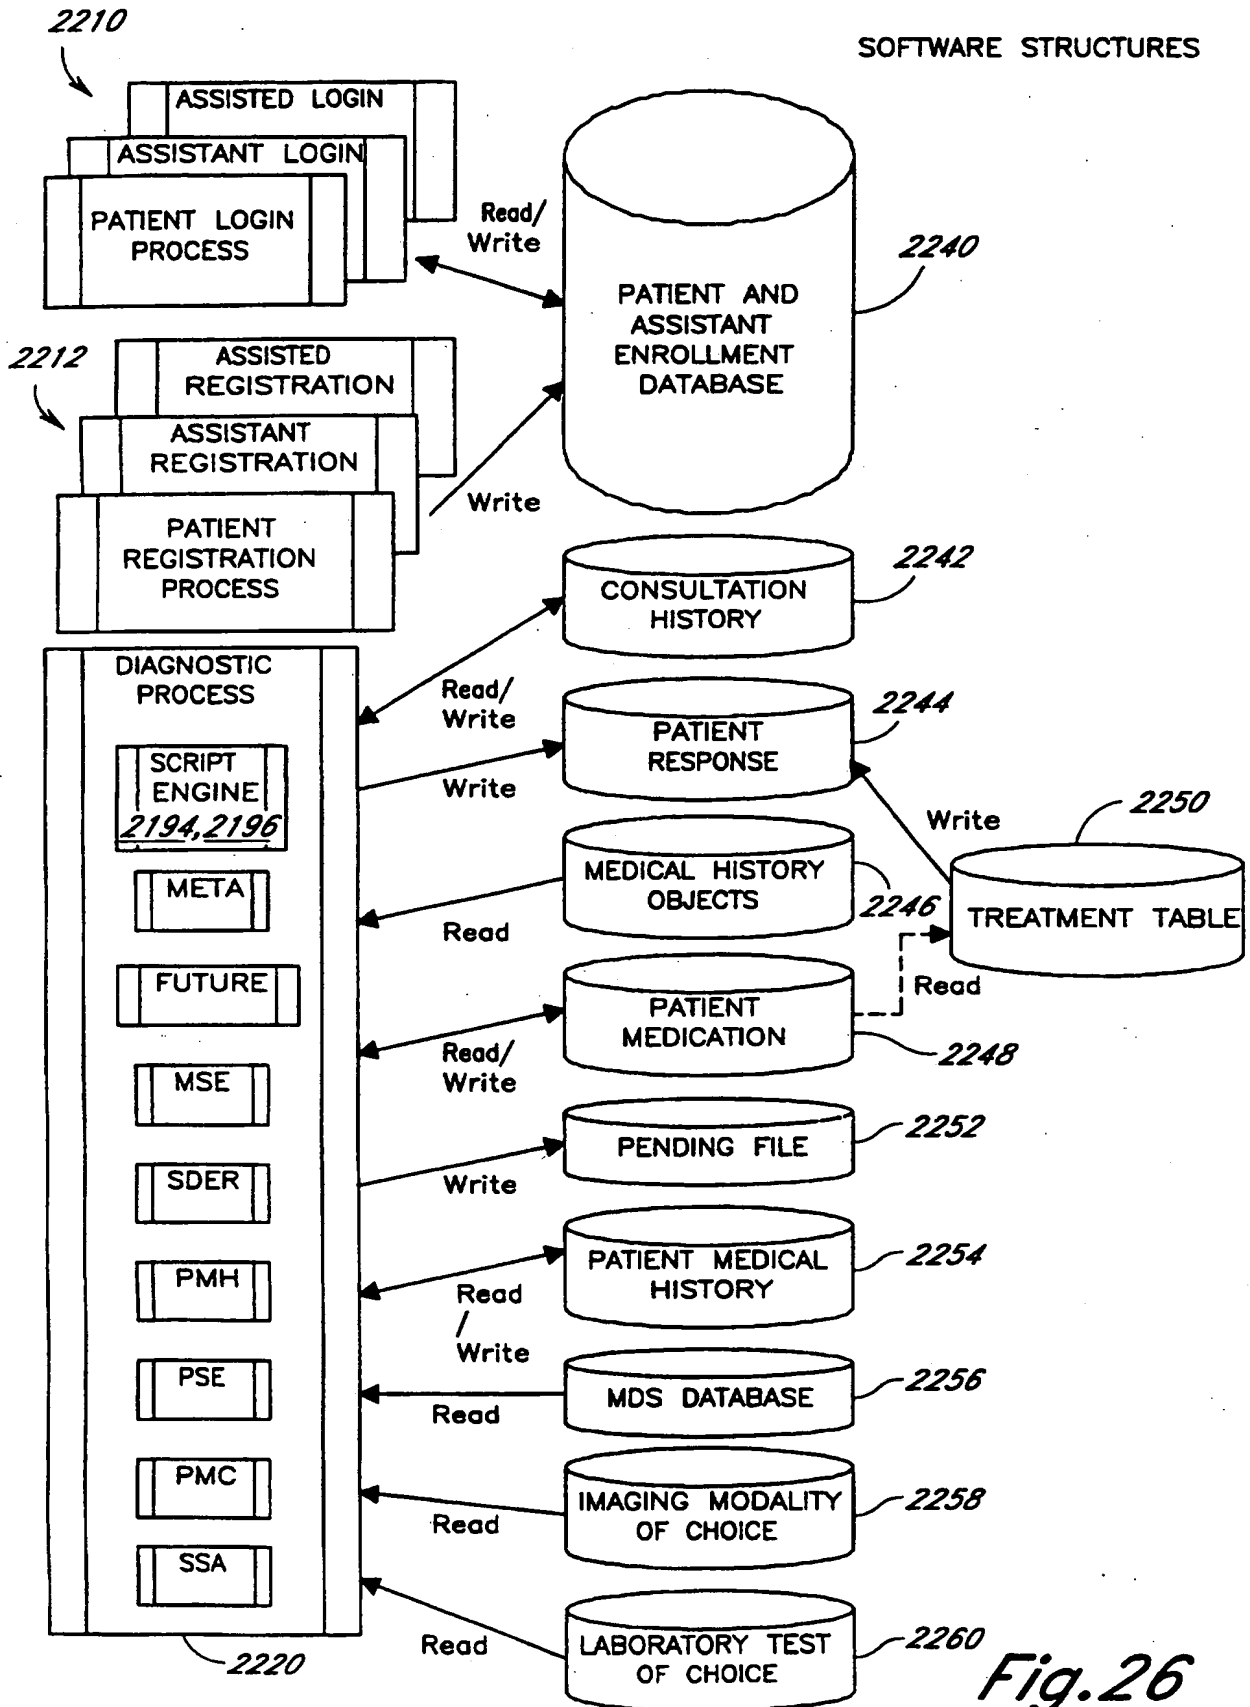 2210
SOFTWARE STRUCTURES
ASSISTED LOGIN
ASSISTANT LOGIN
PATIENT LOGIN
PROCESS
Read/
Write
2240
PATIENT AND
ASSISTANT
ENROLLMENT
DATABASE
2212
ASSISTED
REGISTRATION
ASSISTANT
REGISTRATION
PATIENT
REGISTRATION
PROCESS
Write
CONSULTATION
HISTORY
2242
DIAGNOSTIC
PROCESS
Read/
Write
PATIENT
RESPONSE
2244
SCRIPT
ENGINE
2194,2196
Write
Write
2250
TREATMENT TABLE
META
MEDICAL HISTORY
OBJECTS
2246
Read
Read
FUTURE
PATIENT
MEDICATION
2248
Read/
Write
MSE
PENDING FILE
2252
SDER
Write
PATIENT MEDICAL
HISTORY
2254
PMH
Read
/
Write
PSE
MDS DATABASE
2256
Read
PMC
IMAGING MODALITY
OF CHOICE
2258
Read
SSA
LABORATORY TEST
OF CHOICE
2260
Read
2220
Fig.26